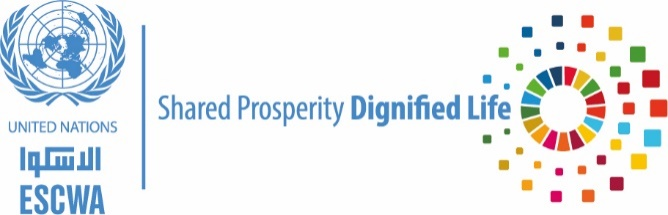 UNITED NATIONS
الاسكوا
ESCWA
Shared Prosperity Dignified Life